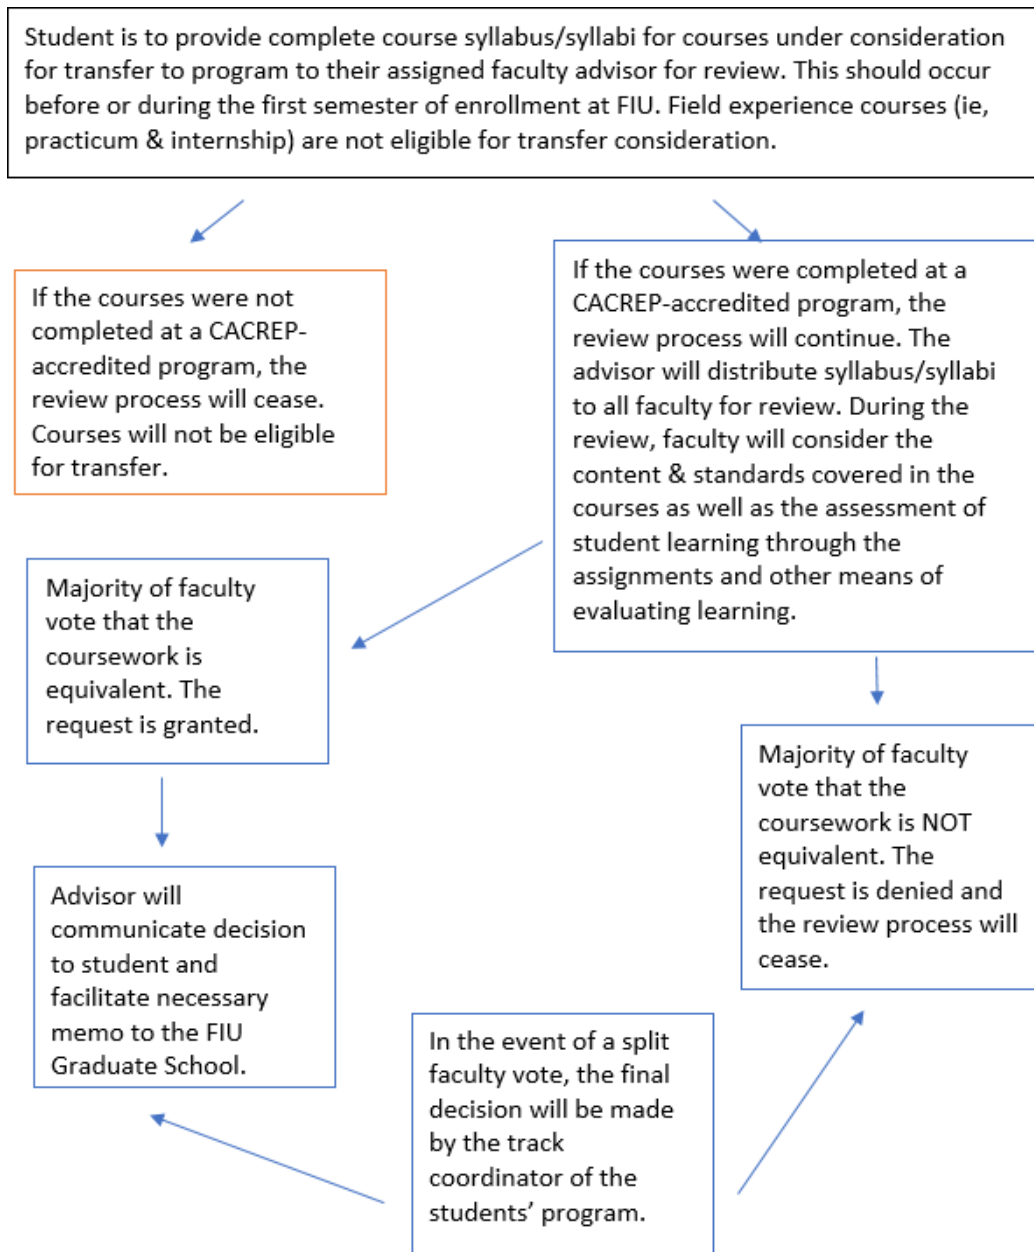 Student is to provide complete course syllabus/syllabi for courses under consideration
for transfer to program to their assigned faculty advisor for review. This should occur
before or during the first semester of enrollment at FIU. Field experience courses (ie,
practicum & internship) are not eligible for transfer consideration.
If the courses were not
completed at a CACREP-
accredited program, the
review process will cease.
Courses will not be eligible
for transfer.
If the courses were completed at a
CACREP-accredited program, the
review process will continue. The
advisor will distribute syllabus/syllabi
to all faculty for review. During the
review, faculty will consider the
content & standards covered in the
courses as well as the assessment of
student learning through the
assignments and other means of
evaluating learning.
Majority of faculty
vote that the
coursework is
equivalent. The
request is granted.
Majority of faculty
vote that the
coursework is NOT
equivalent. The
request is denied and
the review process will
cease.
Advisor will
communicate decision
to student and
facilitate necessary
memo to the FIU
Graduate School.
In the event of a split
faculty vote, the final
decision will be made
by the track
coordinator of the
students’ program.